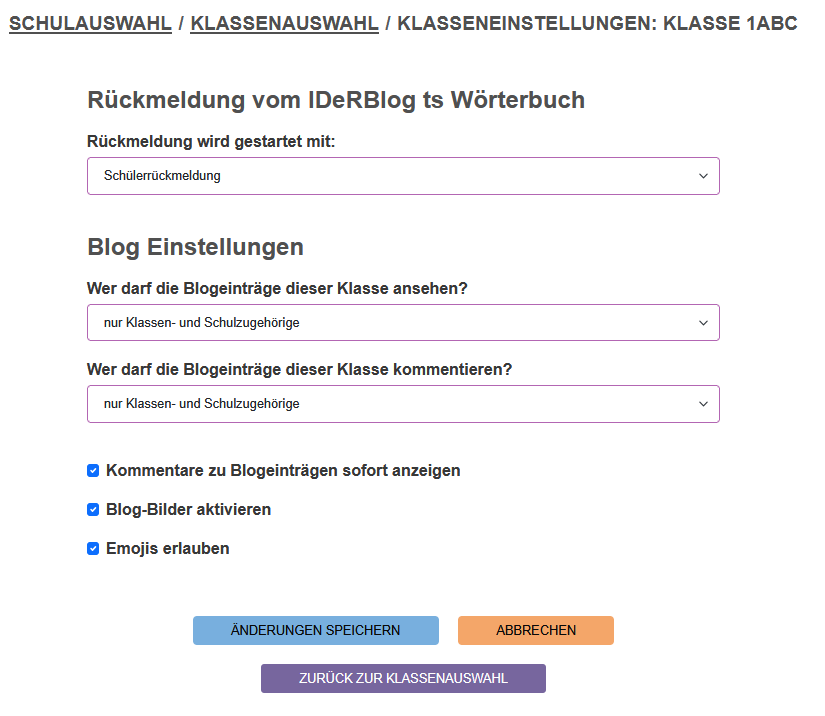 SCHULAUSWAHL / KLASSENAUSWAHL / KLASSENEINSTELLUNGEN: KLASSE 1ABC
Rückmeldung vom IDeRBlog ts Wörterbuch
Rückmeldung wird gestartet mit:
Schülerrückmeldung
Blog Einstellungen
Wer darf die Blogeinträge dieser Klasse ansehen?
nur Klassen- und Schulzugehörige
Wer darf die Blogeinträge dieser Klasse kommentieren?
nur Klassen- und Schulzugehörige
Kommentare zu Blogeinträgen sofort anzeigen
Blog-Bilder aktivieren
Emojis erlauben
ÄNDERUNGEN SPEICHERN ABBRECHEN
ZURÜCK ZUR KLASSENAUSWAHL